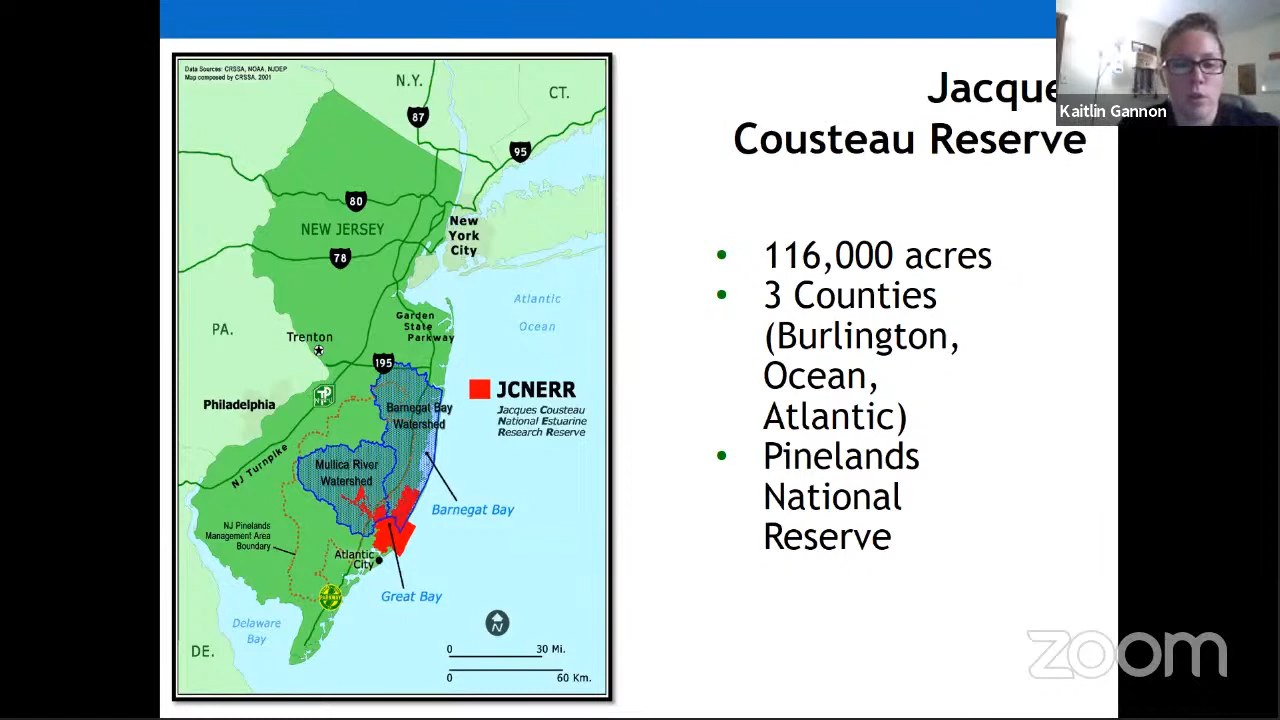 Data Sources: CRSSA, NOAA, NJDEP
Map composed by CRSSA, 2001
N.Y.
CT.
87
95
80
NEW JERSEY
78
New
York
City
Atlantic
Ocean
PA.
Garden
State
Parkway
Trenton
195
Philadelphia
NJ Turnpike
Barnegat Bay
Watershed
Mullica River
Watershed
JCNERR
Jacques Cousteau
National Estuarine
Research Reserve
Barnegat Bay
NJ Pinelands
Management Area
Boundary
Atlantic
City
Great Bay
Delaware
Bay
DE.
N
0 30 Mi.
0 60 Km.
Jacque
Cousteau Reserve
• 116,000 acres
• 3 Counties
(Burlington,
Ocean,
Atlantic)
• Pinelands
National
Reserve
Kaitlin Gannon
zoom